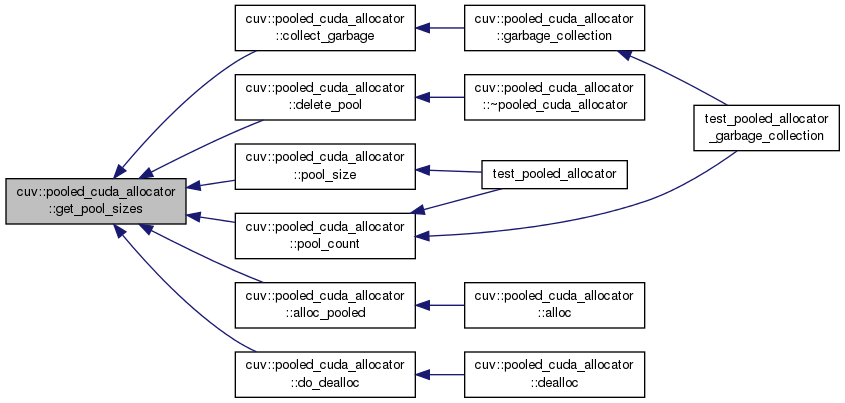 cuv::pooled_cuda_allocator
::get_pool_sizes
cuv::pooled_cuda_allocator
::collect_garbage
cuv::pooled_cuda_allocator
::garbage_collection
cuv::pooled_cuda_allocator
::delete_pool
cuv::pooled_cuda_allocator
::~pooled_cuda_allocator
test_pooled_allocator
_garbage_collection
cuv::pooled_cuda_allocator
::pool_size
test_pooled_allocator
cuv::pooled_cuda_allocator
::pool_count
cuv::pooled_cuda_allocator
::alloc_pooled
cuv::pooled_cuda_allocator
::alloc
cuv::pooled_cuda_allocator
::do_dealloc
cuv::pooled_cuda_allocator
::dealloc